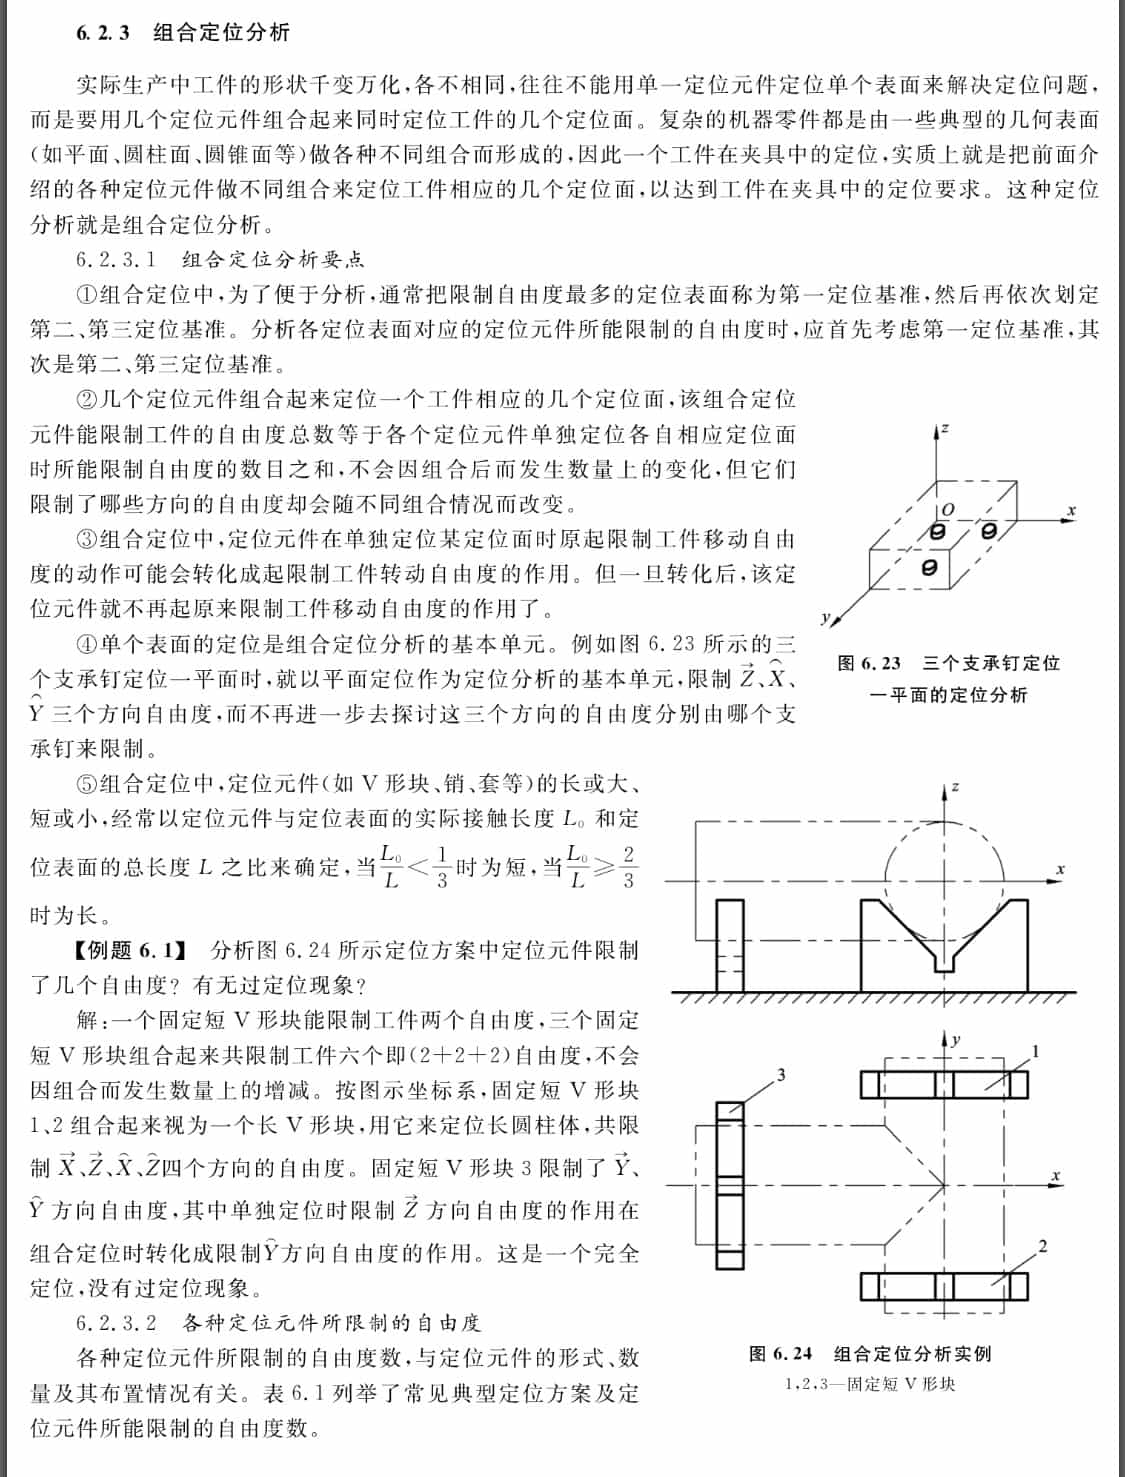 6.2.3 组合定位分析
实际生产中工件的形状千变万化,各不相同,往往不能用单一定位元件定位单个表面来解决定位问题,
而是要用几个定位元件组合起来同时定位工件的几个定位面。复杂的机器零件都是由一些典型的几何表面
(如平面、圆柱面、圆锥面等)做各种不同组合而形成的,因此一个工件在夹具中的定位,实质上就是把前面介
绍的各种定位元件做不同组合来定位工件相应的几个定位面,以达到工件在夹具中的定位要求。这种定位
分析就是组合定位分析。
6.2.3.1 组合定位分析要点
①组合定位中,为了便于分析,通常把限制自由度最多的定位表面称为第一定位基准,然后再依次划定
第二、第三定位基准。分析各定位表面对应的定位元件所能限制的自由度时,应首先考虑第一定位基准,其
次是第二、第三定位基准。
②几个定位元件组合起来定位一个工件相应的几个定位面,该组合定位
元件能限制工件的自由度总数等于各个定位元件单独定位各自相应定位面
时所能限制自由度的数目之和,不会因组合后而发生数量上的变化,但它们
限制了哪些方向的自由度却会随不同组合情况而改变。
③组合定位中,定位元件在单独定位某定位面时原起限制工件移动自由
度的动作可能会转化成起限制工件转动自由度的作用。但一旦转化后,该定
位元件就不再起原来限制工件移动自由度的作用了。
④单个表面的定位是组合定位分析的基本单元。例如图 6.23 所示的三
个支承钉定位一平面时,就以平面定位作为定位分析的基本单元,限制 Z⃗、X̑、
Y̑ 三个方向自由度,而不再进一步去探讨这三个方向的自由度分别由哪个支
承钉来限制。
z
O
x
y
图 6.23 三个支承钉定位
一平面的定位分析
⑤组合定位中,定位元件(如 V 形块、销、套等)的长或大、
短或小,经常以定位元件与定位表面的实际接触长度 L₀ 和定
位表面的总长度 L 之比来确定,当 L₀/L < 1/3 时为短,当 L₀/L ⩾ 2/3
时为长。
【例题 6.1】 分析图 6.24 所示定位方案中定位元件限制
了几个自由度? 有无过定位现象?
解:一个固定短 V 形块能限制工件两个自由度,三个固定
短 V 形块组合起来共限制工件六个即(2+2+2)自由度,不会
因组合而发生数量上的增减。按图示坐标系,固定短 V 形块
1、2 组合起来视为一个长 V 形块,用它来定位长圆柱体,共限
制 X⃗、Z⃗、X̑、Z̑四个方向的自由度。固定短 V 形块 3 限制了 Y⃗、
Y̑ 方向自由度,其中单独定位时限制 Z⃗ 方向自由度的作用在
组合定位时转化成限制Y̑方向自由度的作用。这是一个完全
定位,没有过定位现象。
6.2.3.2 各种定位元件所限制的自由度
各种定位元件所限制的自由度数,与定位元件的形式、数
量及其布置情况有关。表 6.1 列举了常见典型定位方案及定
位元件所能限制的自由度数。
z
x
y
1
3
x
2
图 6.24 组合定位分析实例
1,2,3—固定短 V 形块